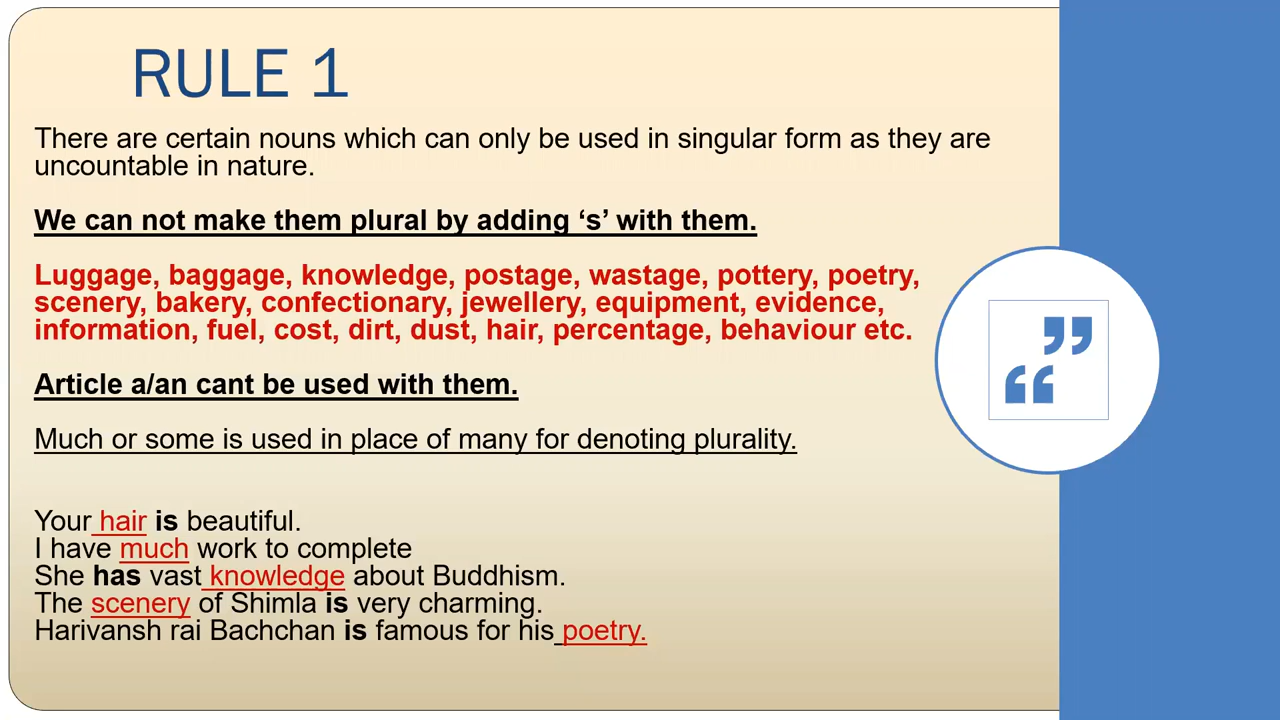 RULE 1
There are certain nouns which can only be used in singular form as they are
uncountable in nature.
We can not make them plural by adding ‘s’ with them.
Luggage, baggage, knowledge, postage, wastage, pottery, poetry,
scenery, bakery, confectionary, jewellery, equipment, evidence,
information, fuel, cost, dirt, dust, hair, percentage, behaviour etc.
Article a/an cant be used with them.
Much or some is used in place of many for denoting plurality.
Your hair is beautiful.
I have much work to complete
She has vast knowledge about Buddhism.
The scenery of Shimla is very charming.
Harivansh rai Bachchan is famous for his poetry.